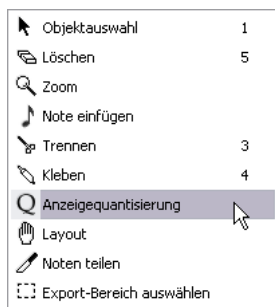 Objektauswahl 1
Löschen 5
Zoom
Note einfügen
Trennen 3
Kleben 4
Q Anzeigequantisierung
Layout
Noten teilen
Export-Bereich auswählen